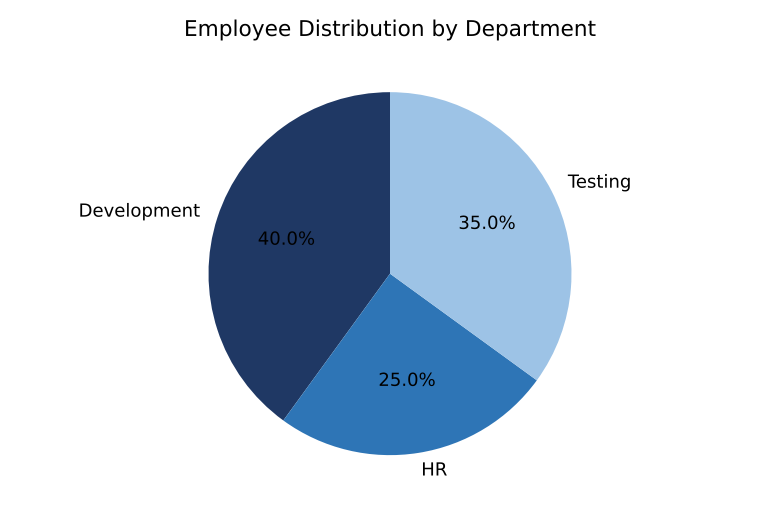 Employee Distribution by Department
Testing
Development
35.0%
40.0%
25.0%
HR